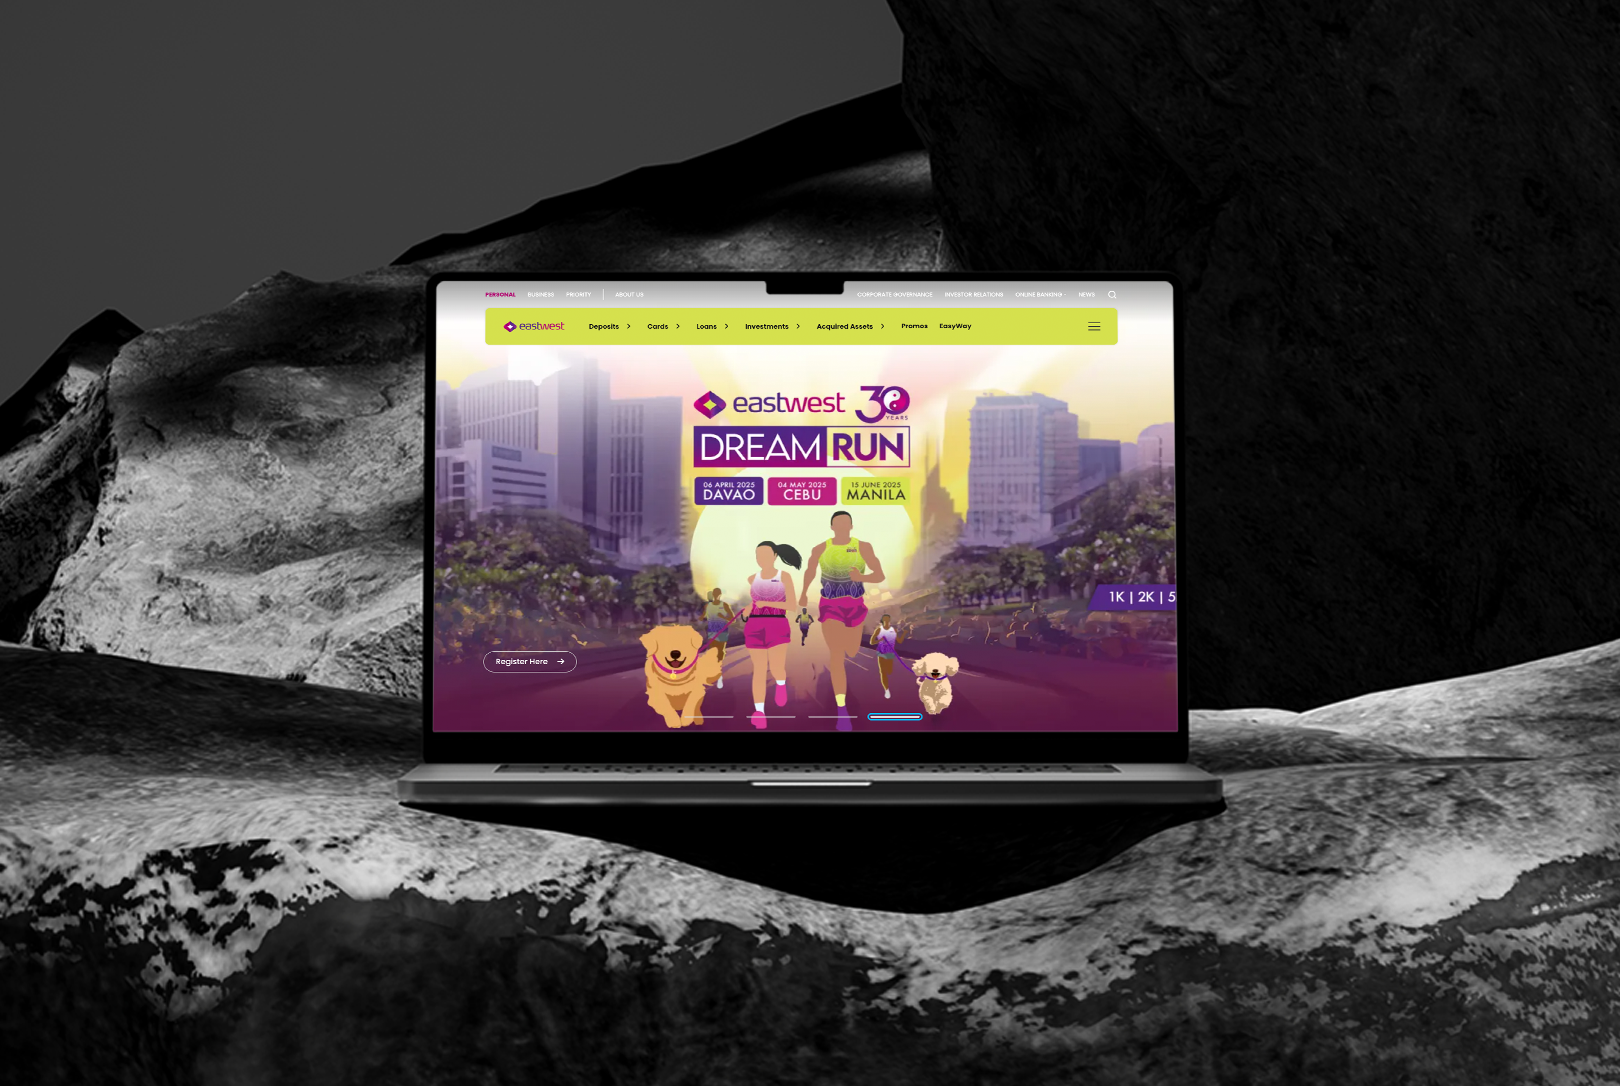 PERSONAL BUSINESS PRIORITY ABOUT US CORPORATE GOVERNANCE INVESTOR RELATIONS ONLINE BANKING NEWS
eastwest Deposits Cards Loans Investments Acquired Assets Promos EasyWay
eastwest 30
YEARS
DREAM RUN
06 APRIL 2025 04 MAY 2025 15 JUNE 2025
DAVAO CEBU MANILA
1K | 2K | 5
Register Here